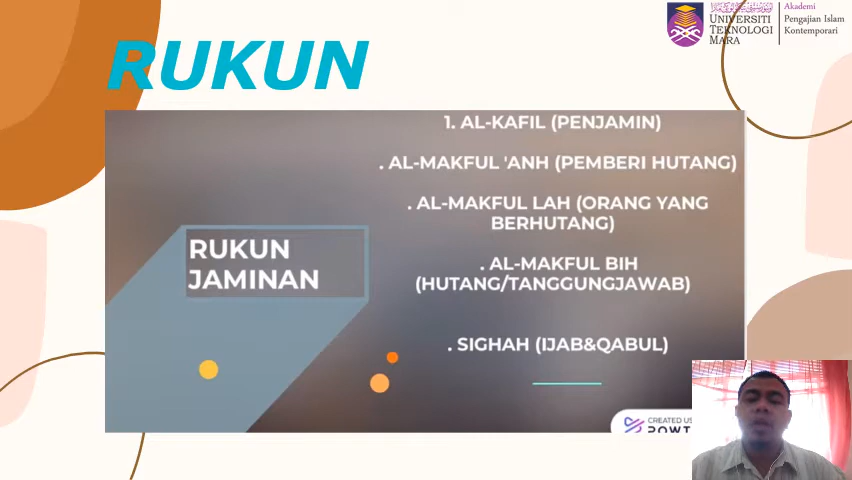 RUKUN
UNIVERSITI
TEKNOLOGI
MARA
Akademi
Pengajian Islam
Kontemporari
1. AL-KAFIL (PENJAMIN)
. AL-MAKFUL 'ANH (PEMBERI HUTANG)
. AL-MAKFUL LAH (ORANG YANG
BERHUTANG)
. AL-MAKFUL BIH
(HUTANG/TANGGUNGJAWAB)
. SIGHAH (IJAB&QABUL)
RUKUN
JAMINAN
CREATED